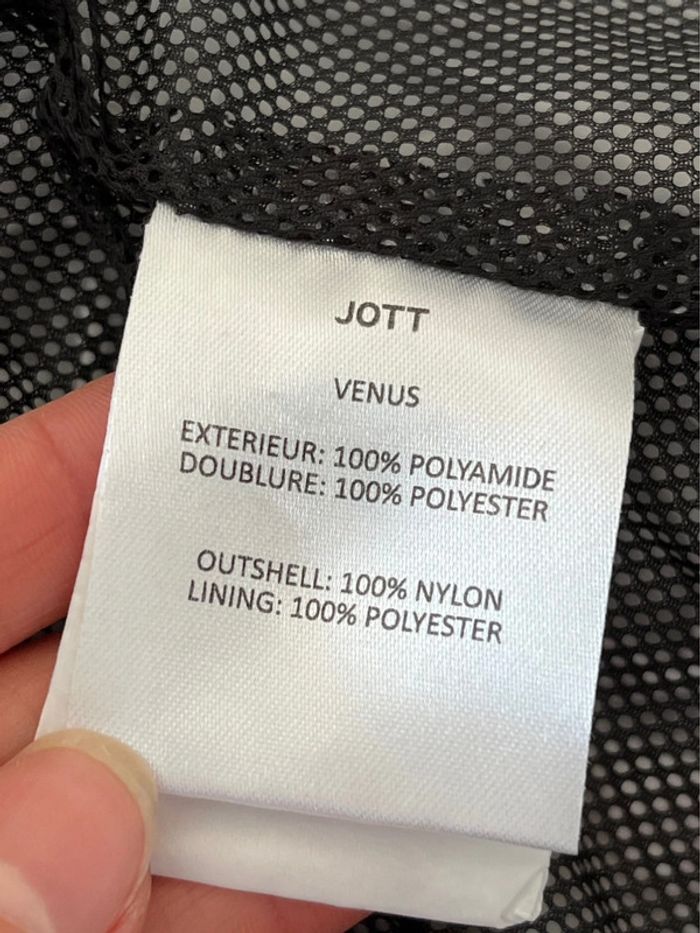 JOTT
VENUS
EXTERIEUR: 100% POLYAMIDE
DOUBLURE: 100% POLYESTER
OUTSHELL: 100% NYLON
LINING: 100% POLYESTER